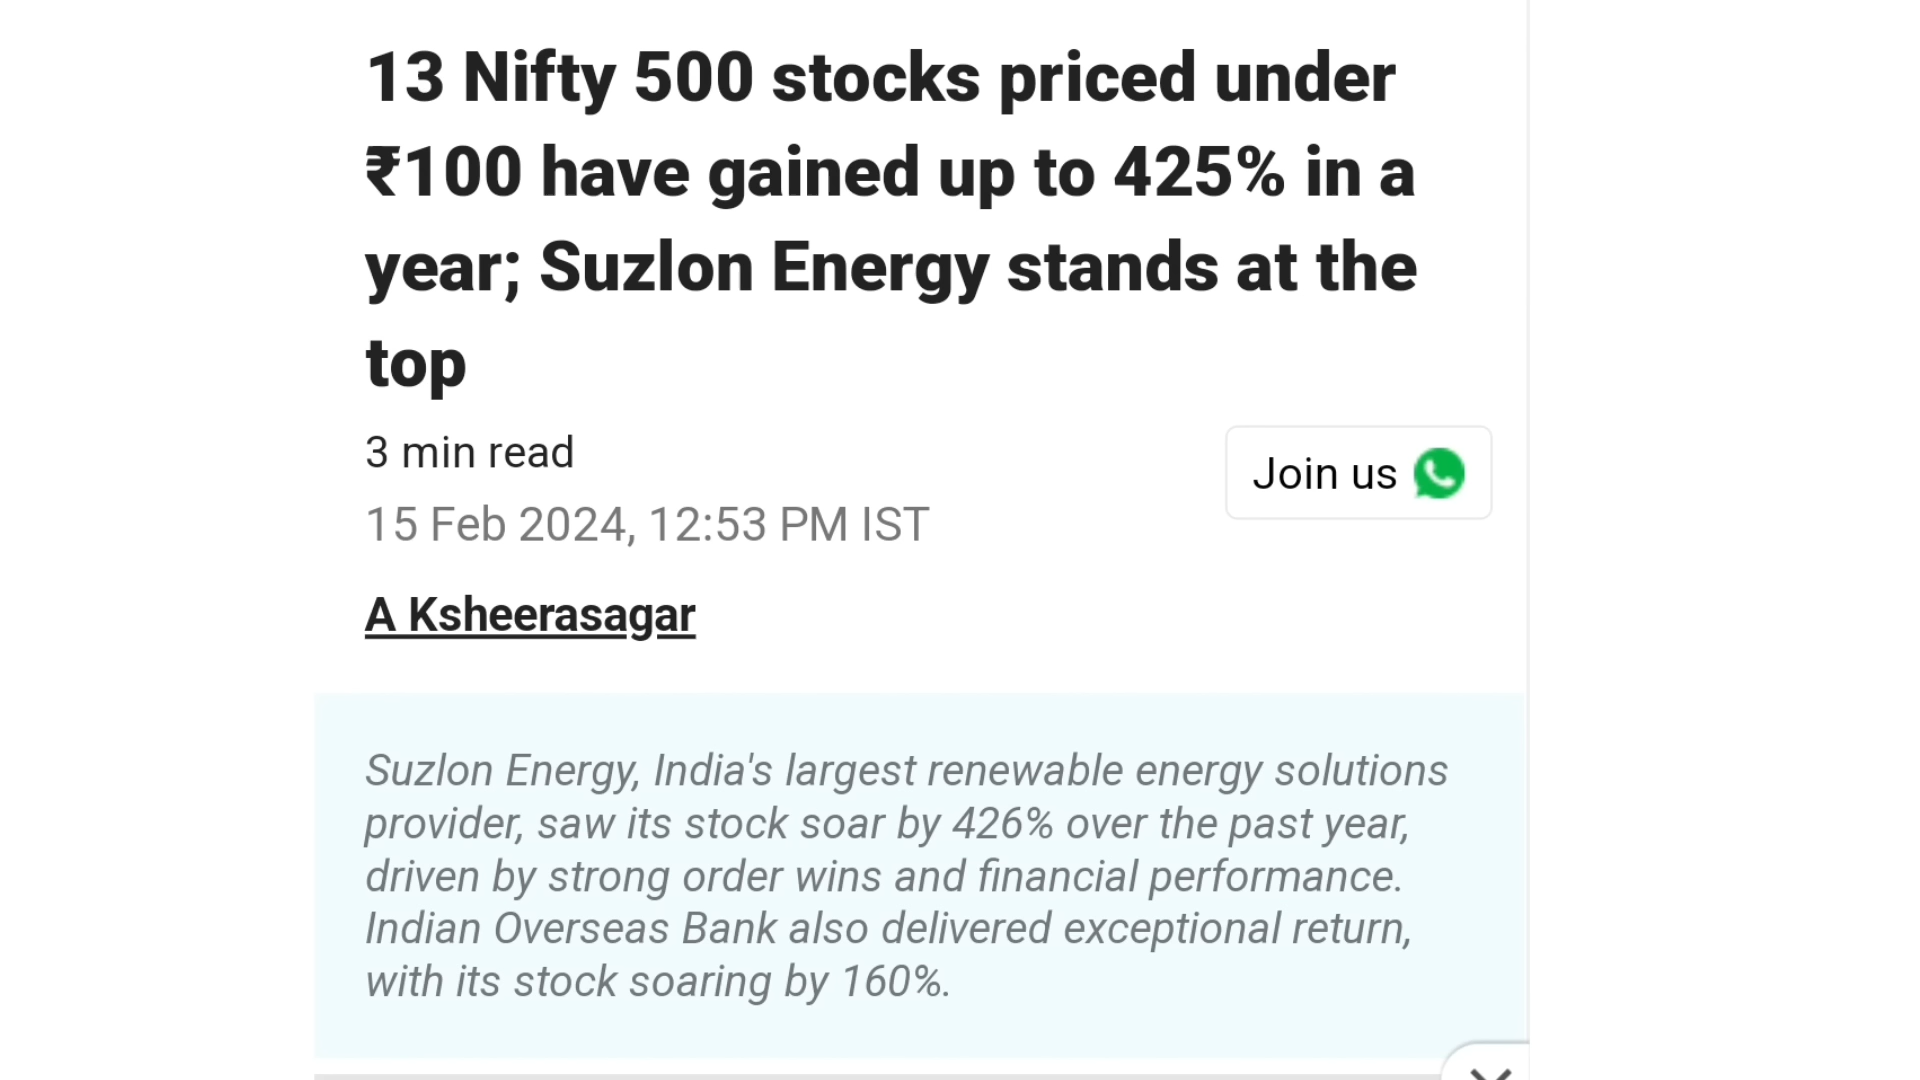 13 Nifty 500 stocks priced under
₹100 have gained up to 425% in a
year; Suzlon Energy stands at the
top
3 min read
Join us
15 Feb 2024, 12:53 PM IST
A Ksheerasagar
Suzlon Energy, India's largest renewable energy solutions
provider, saw its stock soar by 426% over the past year,
driven by strong order wins and financial performance.
Indian Overseas Bank also delivered exceptional return,
with its stock soaring by 160%.